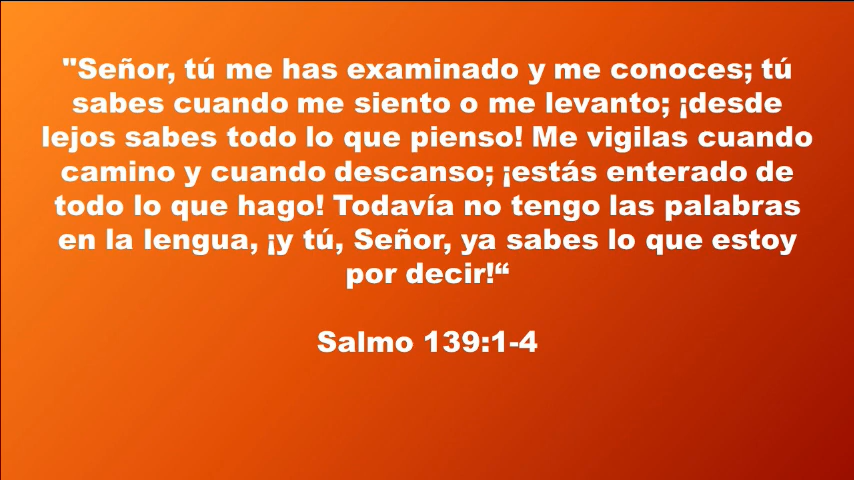 "Señor, tú me has examinado y me conoces; tú
sabes cuando me siento o me levanto; ¡desde
lejos sabes todo lo que pienso! Me vigilas cuando
camino y cuando descanso; ¡estás enterado de
todo lo que hago! Todavía no tengo las palabras
en la lengua, ¡y tú, Señor, ya sabes lo que estoy
por decir!“
Salmo 139:1-4